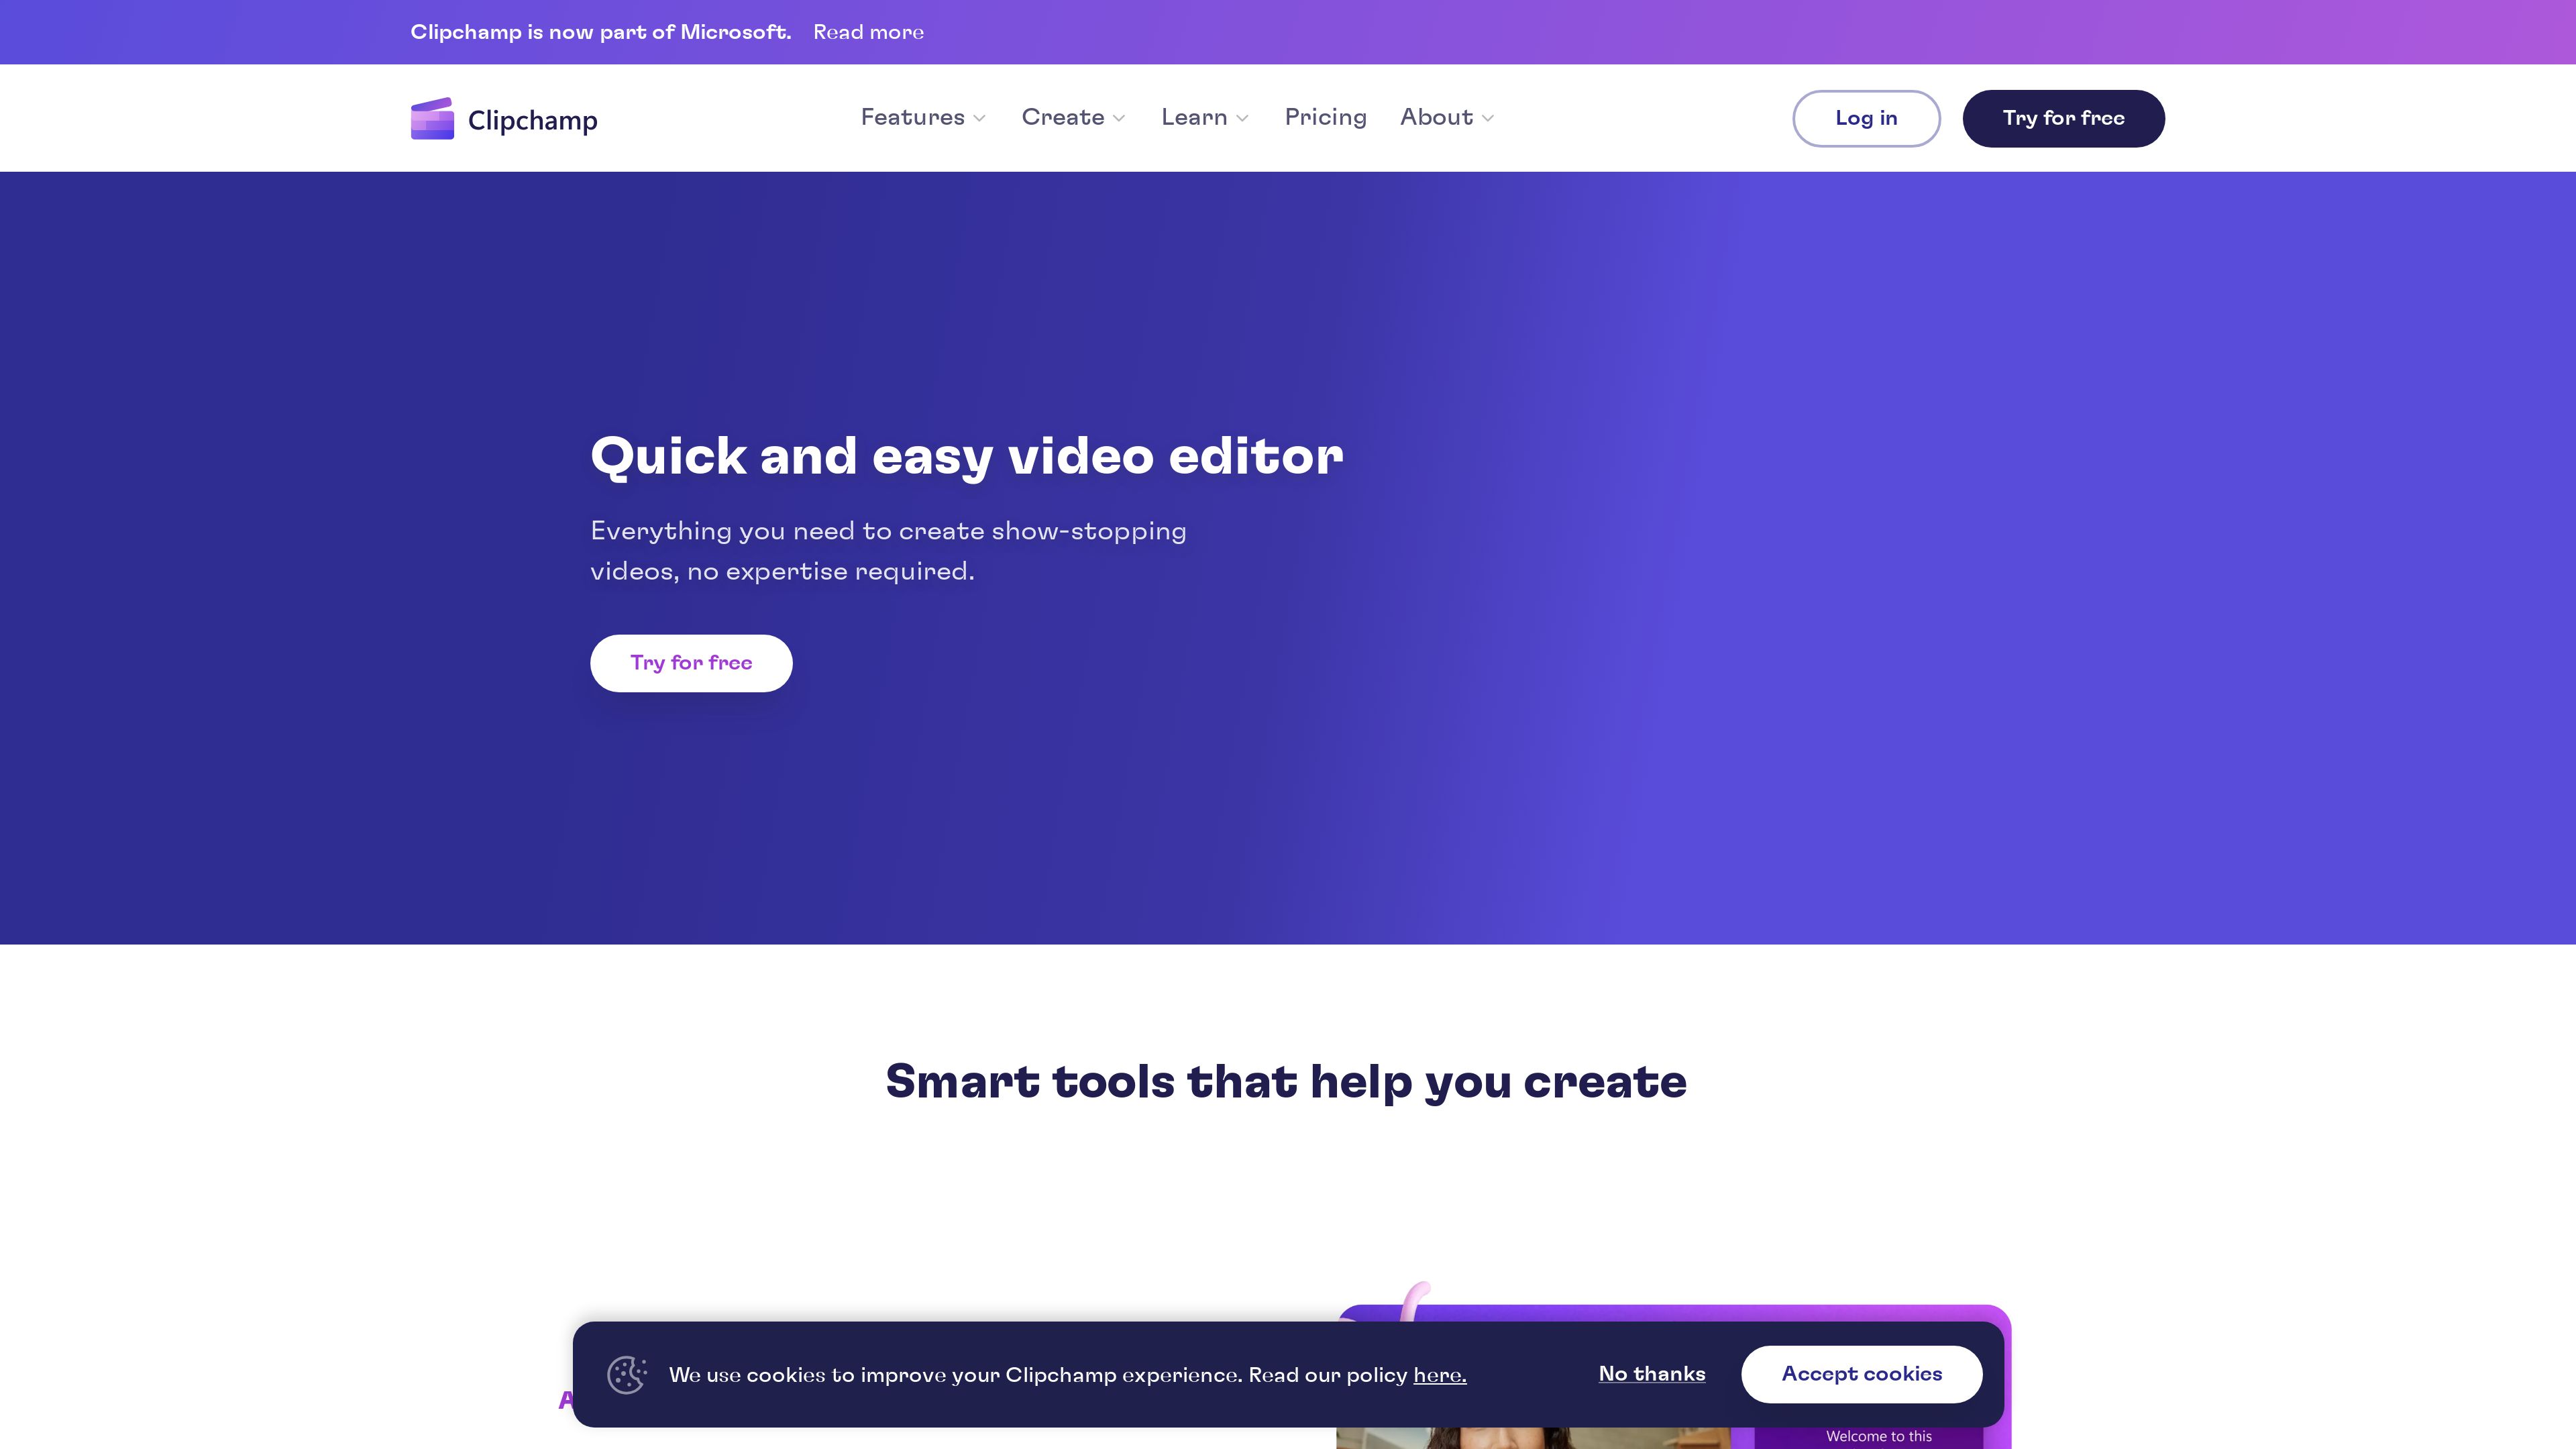 Clipchamp is now part of Microsoft. Read more
Clipchamp
Features
Create
Learn
Pricing
About
Log in
Try for free
Quick and easy video editor
Everything you need to create show-stopping
videos, no expertise required.
Try for free
Smart tools that help you create
We use cookies to improve your Clipchamp experience. Read our policy here.
No thanks
Accept cookies
Welcome to this